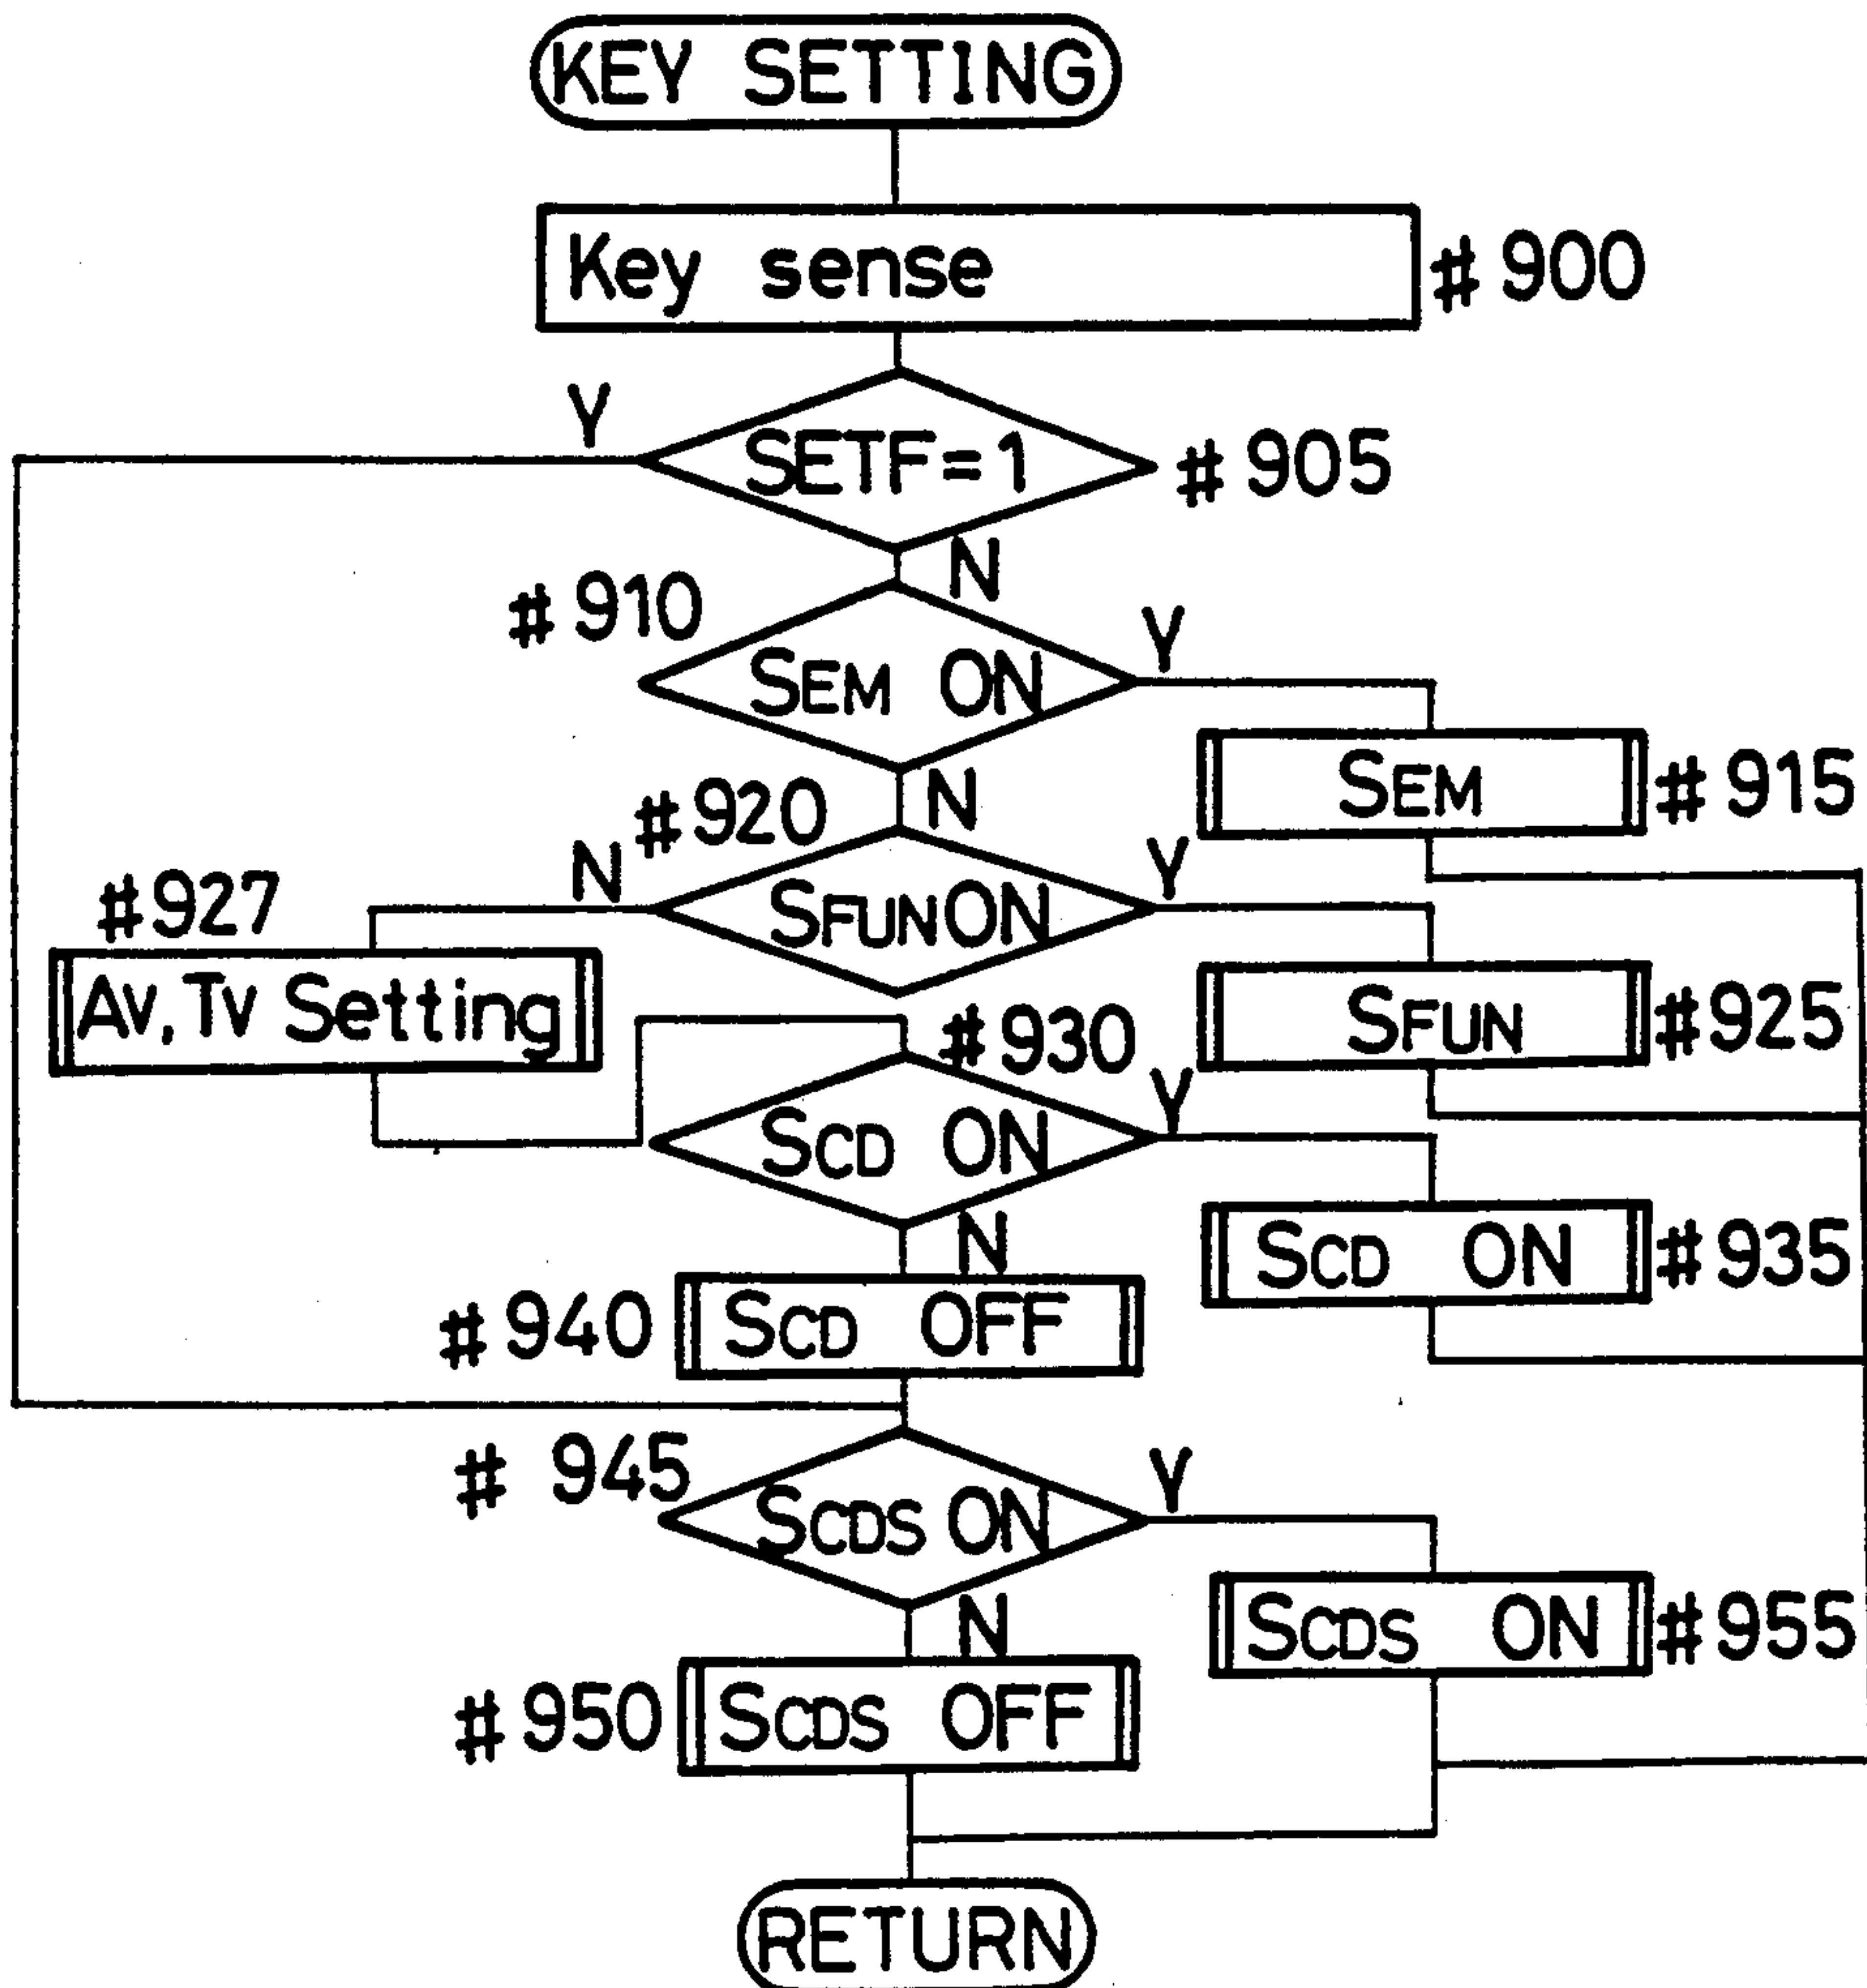 KEY SETTING
Key sense
#900
Y
SETF=1
#905
N
#910
Y
SEM ON
SEM
#915
N
#920
N
Y
#927
SFUN ON
AV, TV Setting
SFUN
#925
#930
Y
SCD ON
N
SCD ON
#935
#940
SCD OFF
#945
Y
SCDS ON
N
SCDS ON
#955
#950
SCDS OFF
RETURN